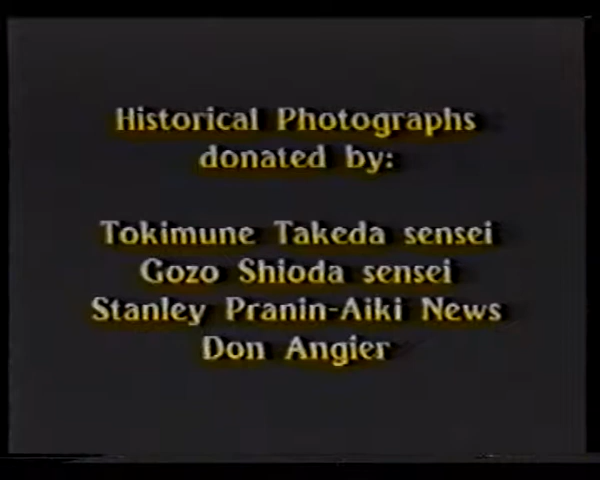 Historical Photographs
donated by:
Tokimune Takeda sensei
Gozo Shioda sensei
Stanley Pranin-Aiki News
Don Angier